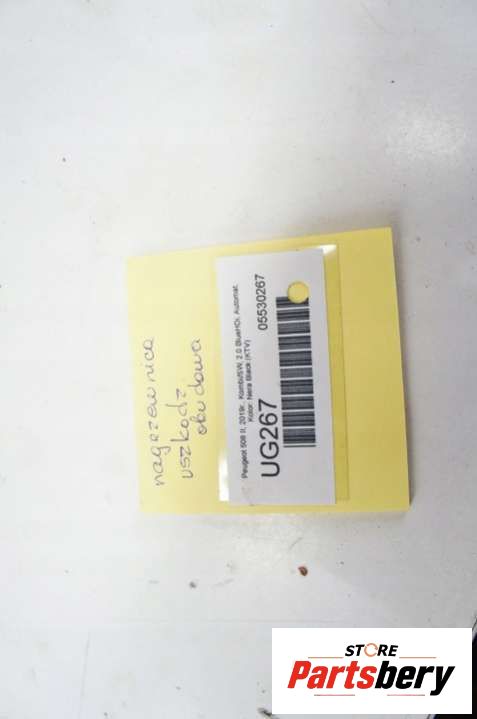 nagrzewnica
uszkodz
obudowa
Peugeot 508 II, 2019r., Kombi/SW, 2.0 BlueHDi, Automat.
Kolor: Nera Black (KTV)
UG267
05530267
STORE
Partsbery